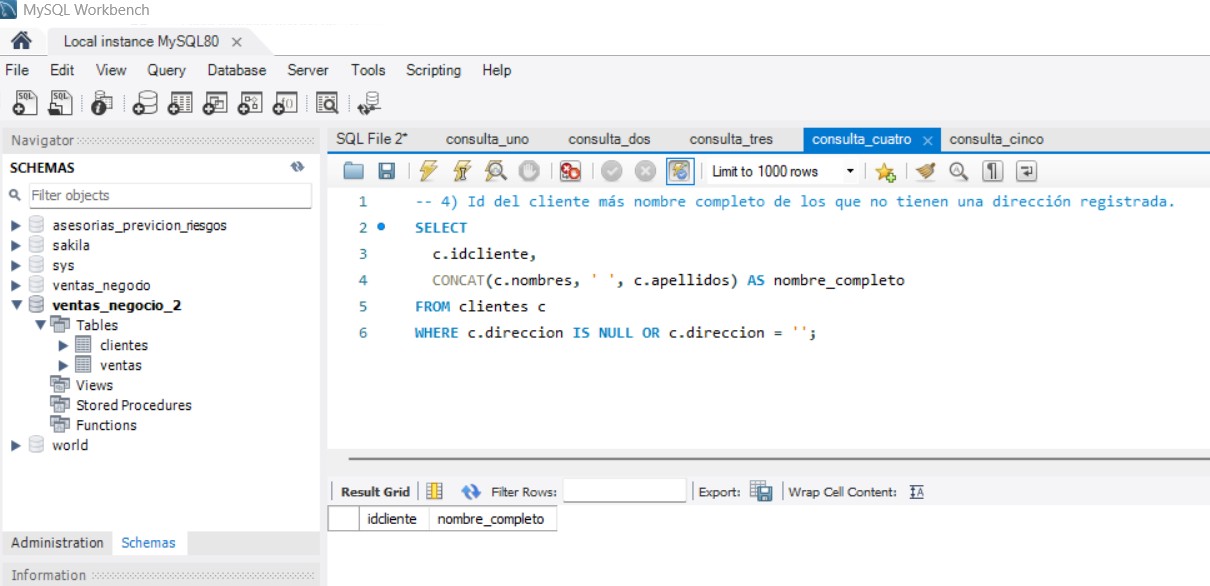 MySQL Workbench
Local instance MySQL80
File Edit View Query Database Server Tools Scripting Help
Navigator
SCHEMAS
Filter objects
asesorias_previcion_riesgos
sakila
sys
ventas_negocio
ventas_negocio_2
Tables
clientes
ventas
Views
Stored Procedures
Functions
world
Administration Schemas
Information
SQL File 2* consulta_uno consulta_dos consulta_tres consulta_cuatro consulta_cinco
Limit to 1000 rows
1 -- 4) Id del cliente más nombre completo de los que no tienen una dirección registrada.
2 SELECT
3 c.idcliente,
4 CONCAT(c.nombres, ' ', c.apellidos) AS nombre_completo
5 FROM clientes c
6 WHERE c.direccion IS NULL OR c.direccion = '';
Result Grid Filter Rows: Export: Wrap Cell Content:
idcliente nombre_completo